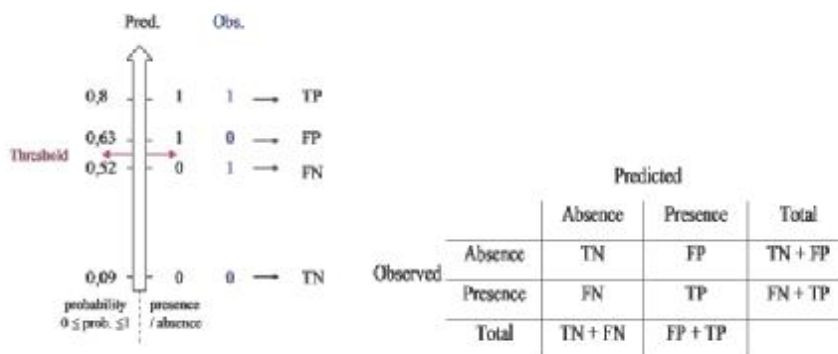 Pred. Obs.
0,8 1 1 TP
0,63 1 0 FP
Threshold
0,52 0 1 FN
0,09 0 0 TN
probability presence
0 ≤ prob. ≤1 / absence
Predicted
Absence Presence Total
Observed
Absence TN FP TN + FP
Presence FN TP FN + TP
Total TN + FN FP + TP